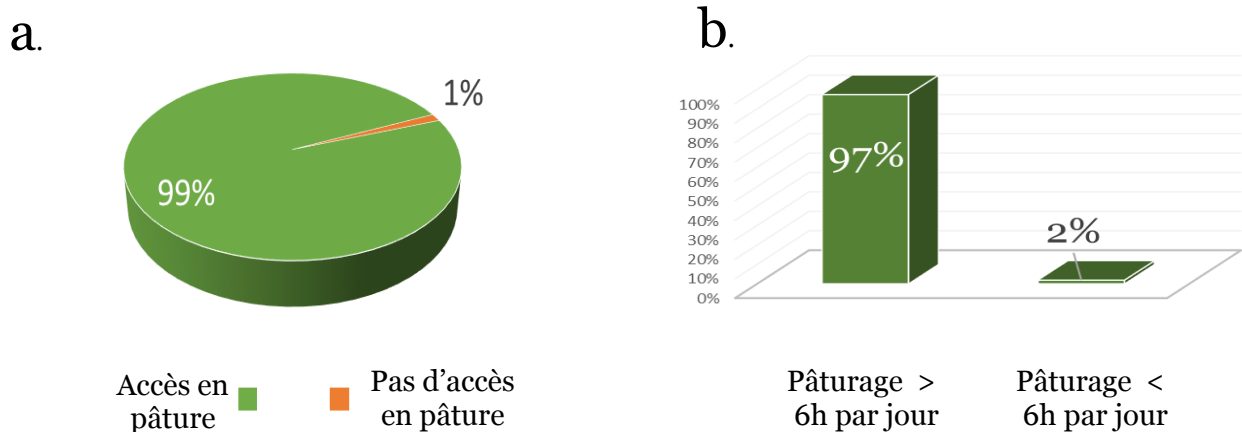 a.
1%
99%
Accès en
pâture
Pas d’accès
en pâture
b.
100%
90%
80%
70%
60%
50%
40%
30%
20%
10%
0%
97%
2%
Pâturage >
6h par jour
Pâturage <
6h par jour